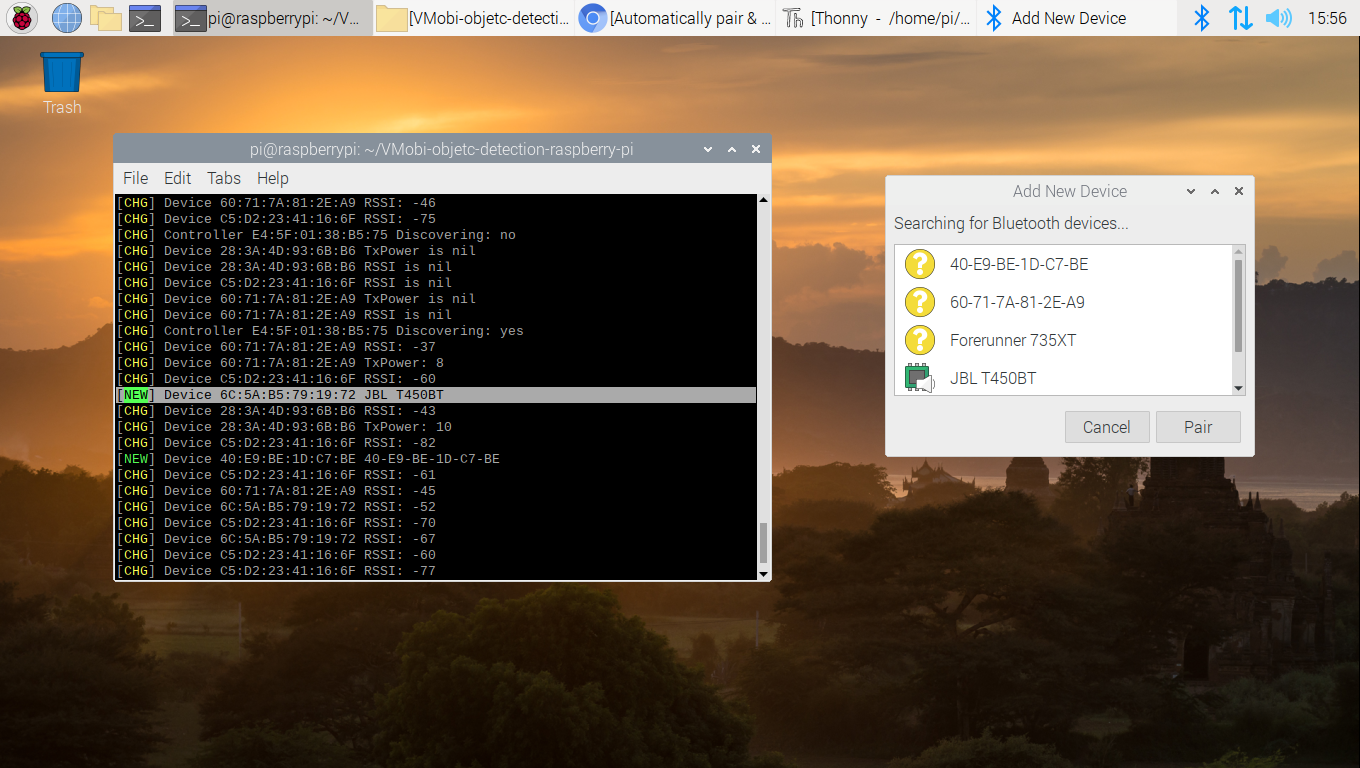 pi@raspberrypi: ~/V...
[VMobi-objetc-detecti...
[Automatically pair & ...
Th [Thonny - /home/pi/...
Add New Device
15:56
Trash
pi@raspberrypi: ~/VMobi-objetc-detection-raspberry-pi
File Edit Tabs Help
[CHG] Device 60:71:7A:81:2E:A9 RSSI: -46
[CHG] Device C5:D2:23:41:16:6F RSSI: -75
[CHG] Controller E4:5F:01:38:B5:75 Discovering: no
[CHG] Device 28:3A:4D:93:6B:B6 TxPower is nil
[CHG] Device 28:3A:4D:93:6B:B6 RSSI is nil
[CHG] Device C5:D2:23:41:16:6F RSSI is nil
[CHG] Device 60:71:7A:81:2E:A9 TxPower is nil
[CHG] Device 60:71:7A:81:2E:A9 RSSI is nil
[CHG] Controller E4:5F:01:38:B5:75 Discovering: yes
[CHG] Device 60:71:7A:81:2E:A9 RSSI: -37
[CHG] Device 60:71:7A:81:2E:A9 TxPower: 8
[CHG] Device C5:D2:23:41:16:6F RSSI: -60
[NEW] Device 6C:5A:B5:79:19:72 JBL T450BT
[CHG] Device 28:3A:4D:93:6B:B6 RSSI: -43
[CHG] Device 28:3A:4D:93:6B:B6 TxPower: 10
[CHG] Device C5:D2:23:41:16:6F RSSI: -82
[NEW] Device 40:E9:BE:1D:C7:BE 40-E9-BE-1D-C7-BE
[CHG] Device C5:D2:23:41:16:6F RSSI: -61
[CHG] Device 60:71:7A:81:2E:A9 RSSI: -45
[CHG] Device 6C:5A:B5:79:19:72 RSSI: -52
[CHG] Device C5:D2:23:41:16:6F RSSI: -70
[CHG] Device 6C:5A:B5:79:19:72 RSSI: -67
[CHG] Device C5:D2:23:41:16:6F RSSI: -60
[CHG] Device C5:D2:23:41:16:6F RSSI: -77
Add New Device
Searching for Bluetooth devices...
40-E9-BE-1D-C7-BE
60-71-7A-81-2E-A9
Forerunner 735XT
JBL T450BT
Cancel Pair